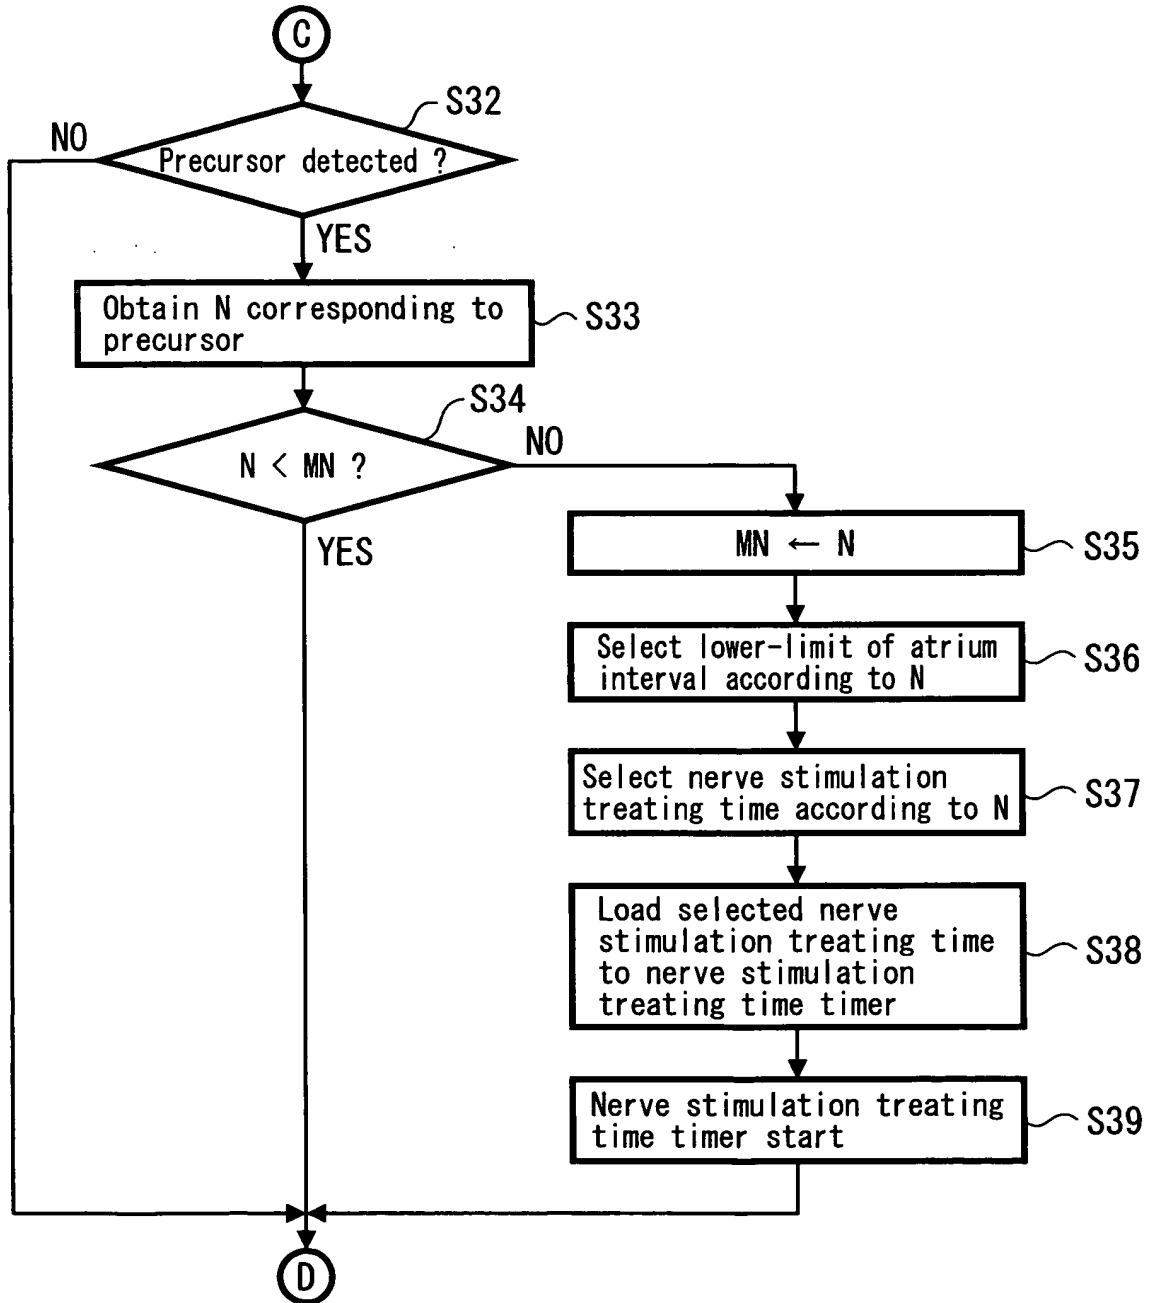 C
S32
NO
Precursor detected ?
YES
Obtain N corresponding to
precursor
S33
S34
NO
N < MN ?
YES
MN ← N
S35
Select lower-limit of atrium
interval according to N
S36
Select nerve stimulation
treating time according to N
S37
Load selected nerve
stimulation treating time
to nerve stimulation
treating time timer
S38
Nerve stimulation treating
time timer start
S39
D